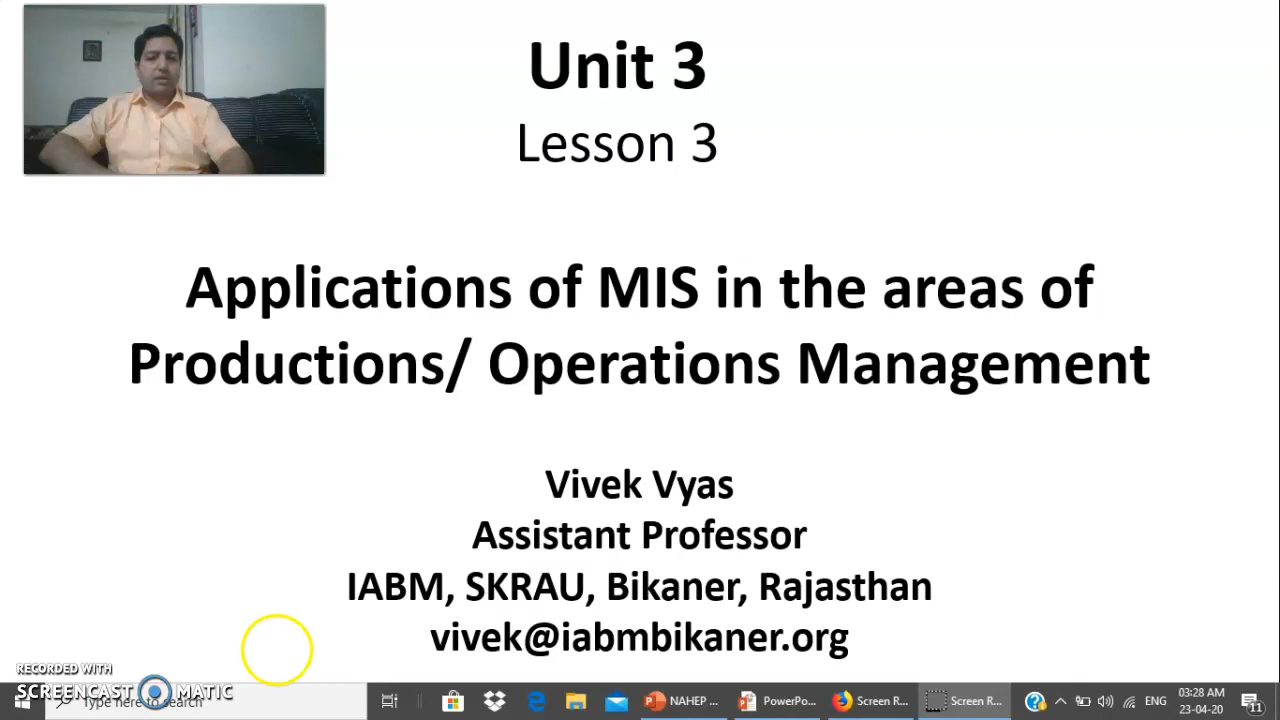 Unit 3
Lesson 3
Applications of MIS in the areas of
Productions/ Operations Management
Vivek Vyas
Assistant Professor
IABM, SKRAU, Bikaner, Rajasthan
vivek@iabmbikaner.org
RECORDED WITH
SCREENCAST MATIC
Type here to search
NAHEP ...
PowerPo...
Screen R...
Screen R...
ENG
03:28 AM
23-04-20
11